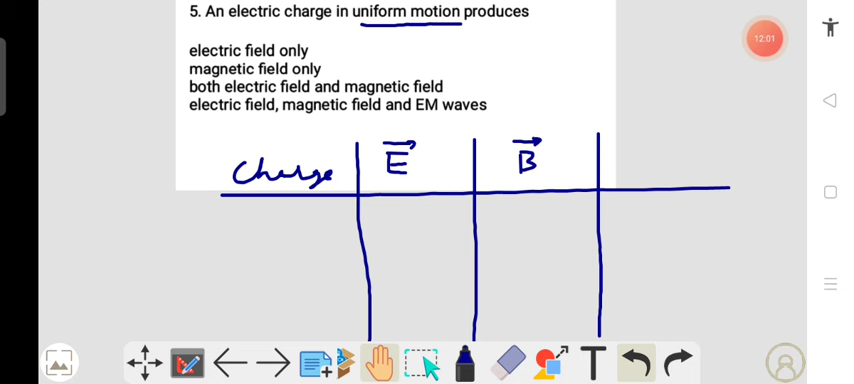 5. An electric charge in uniform motion produces
electric field only
magnetic field only
both electric field and magnetic field
electric field, magnetic field and EM waves
Charge E B
12:01
T